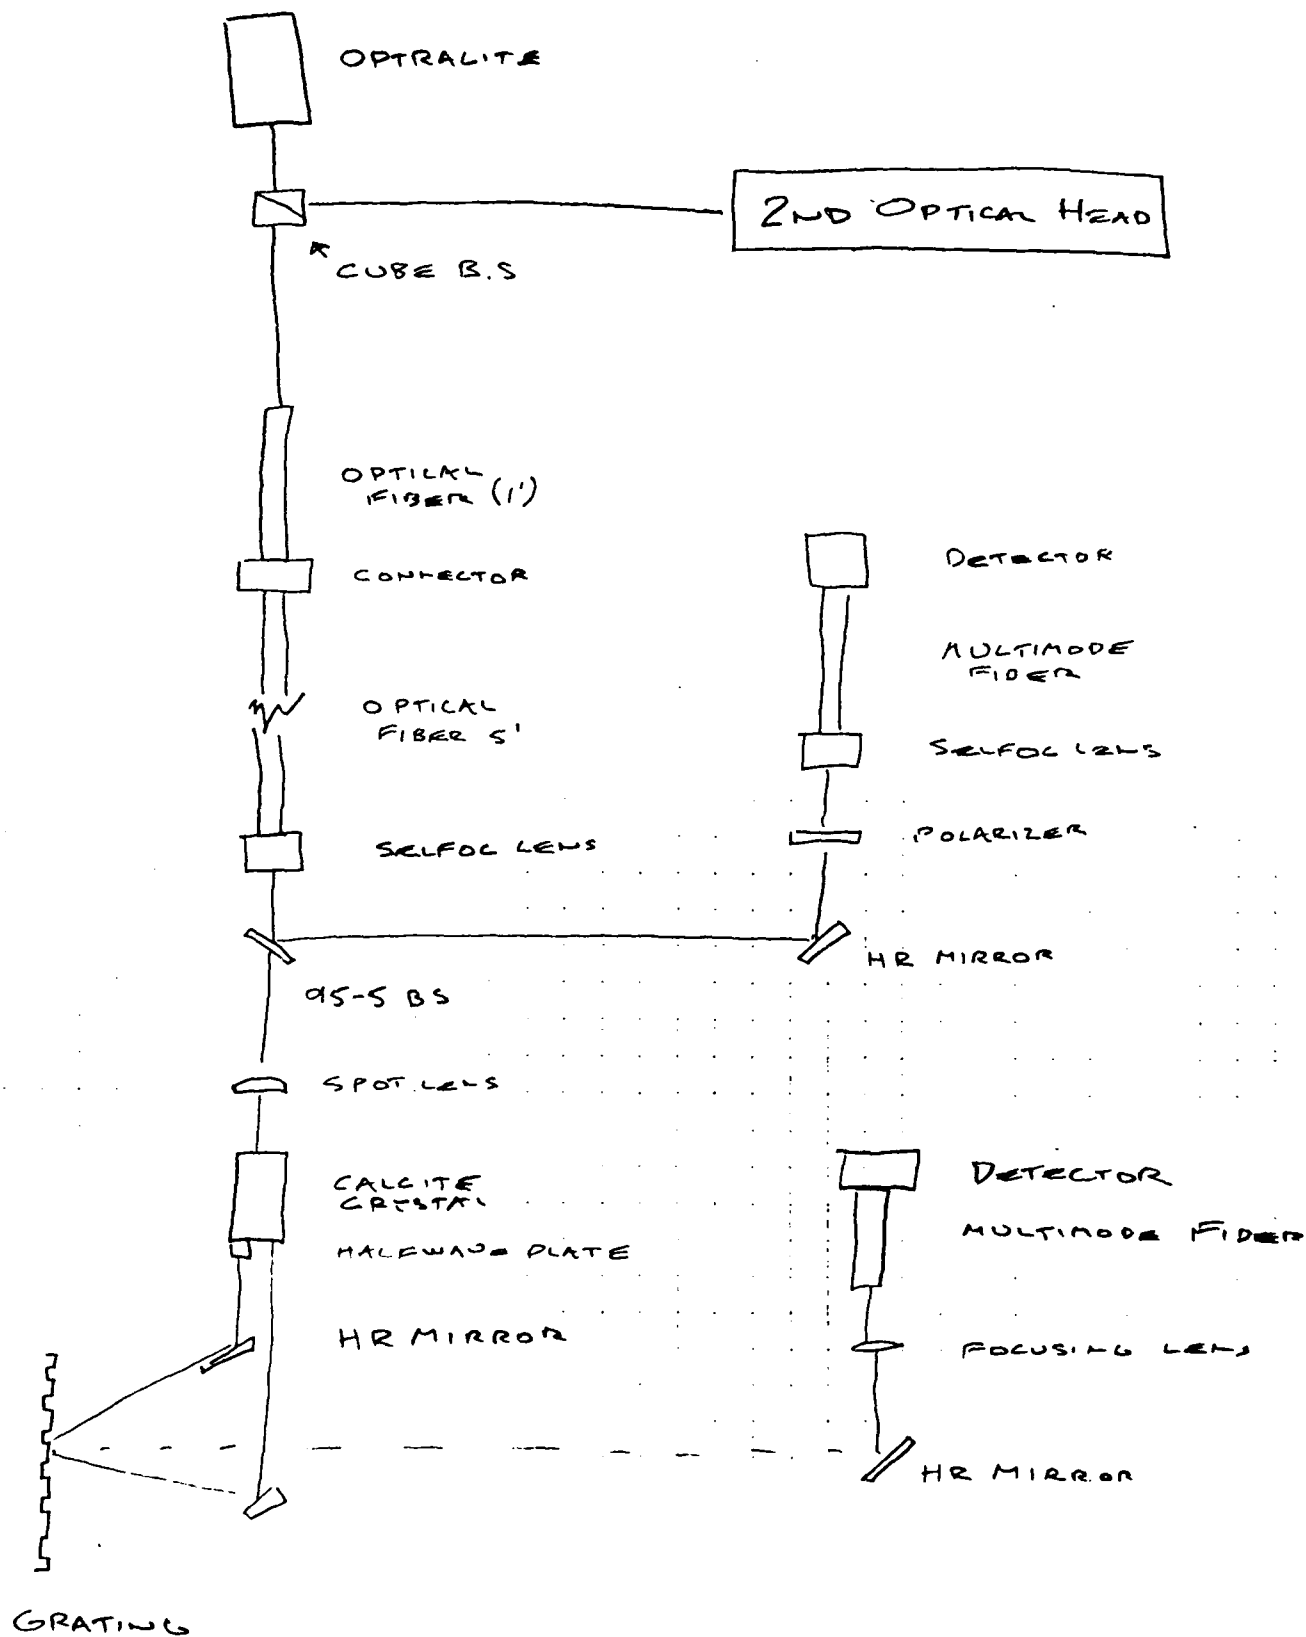 OPTRALITE
2ND OPTICAL HEAD
CUBE B.S
OPTICAL
FIBER (1')
CONNECTOR
OPTICAL
FIBER 5'
SELFOC LENS
95-5 BS
SPOT LENS
CALCITE
CRYSTAL
HALFWAVE PLATE
HR MIRROR
GRATING
DETECTOR
MULTIMODE
FIBER
SELFOC LENS
POLARIZER
HR MIRROR
DETECTOR
MULTIMODE FIBER
FOCUSING LENS
HR MIRROR